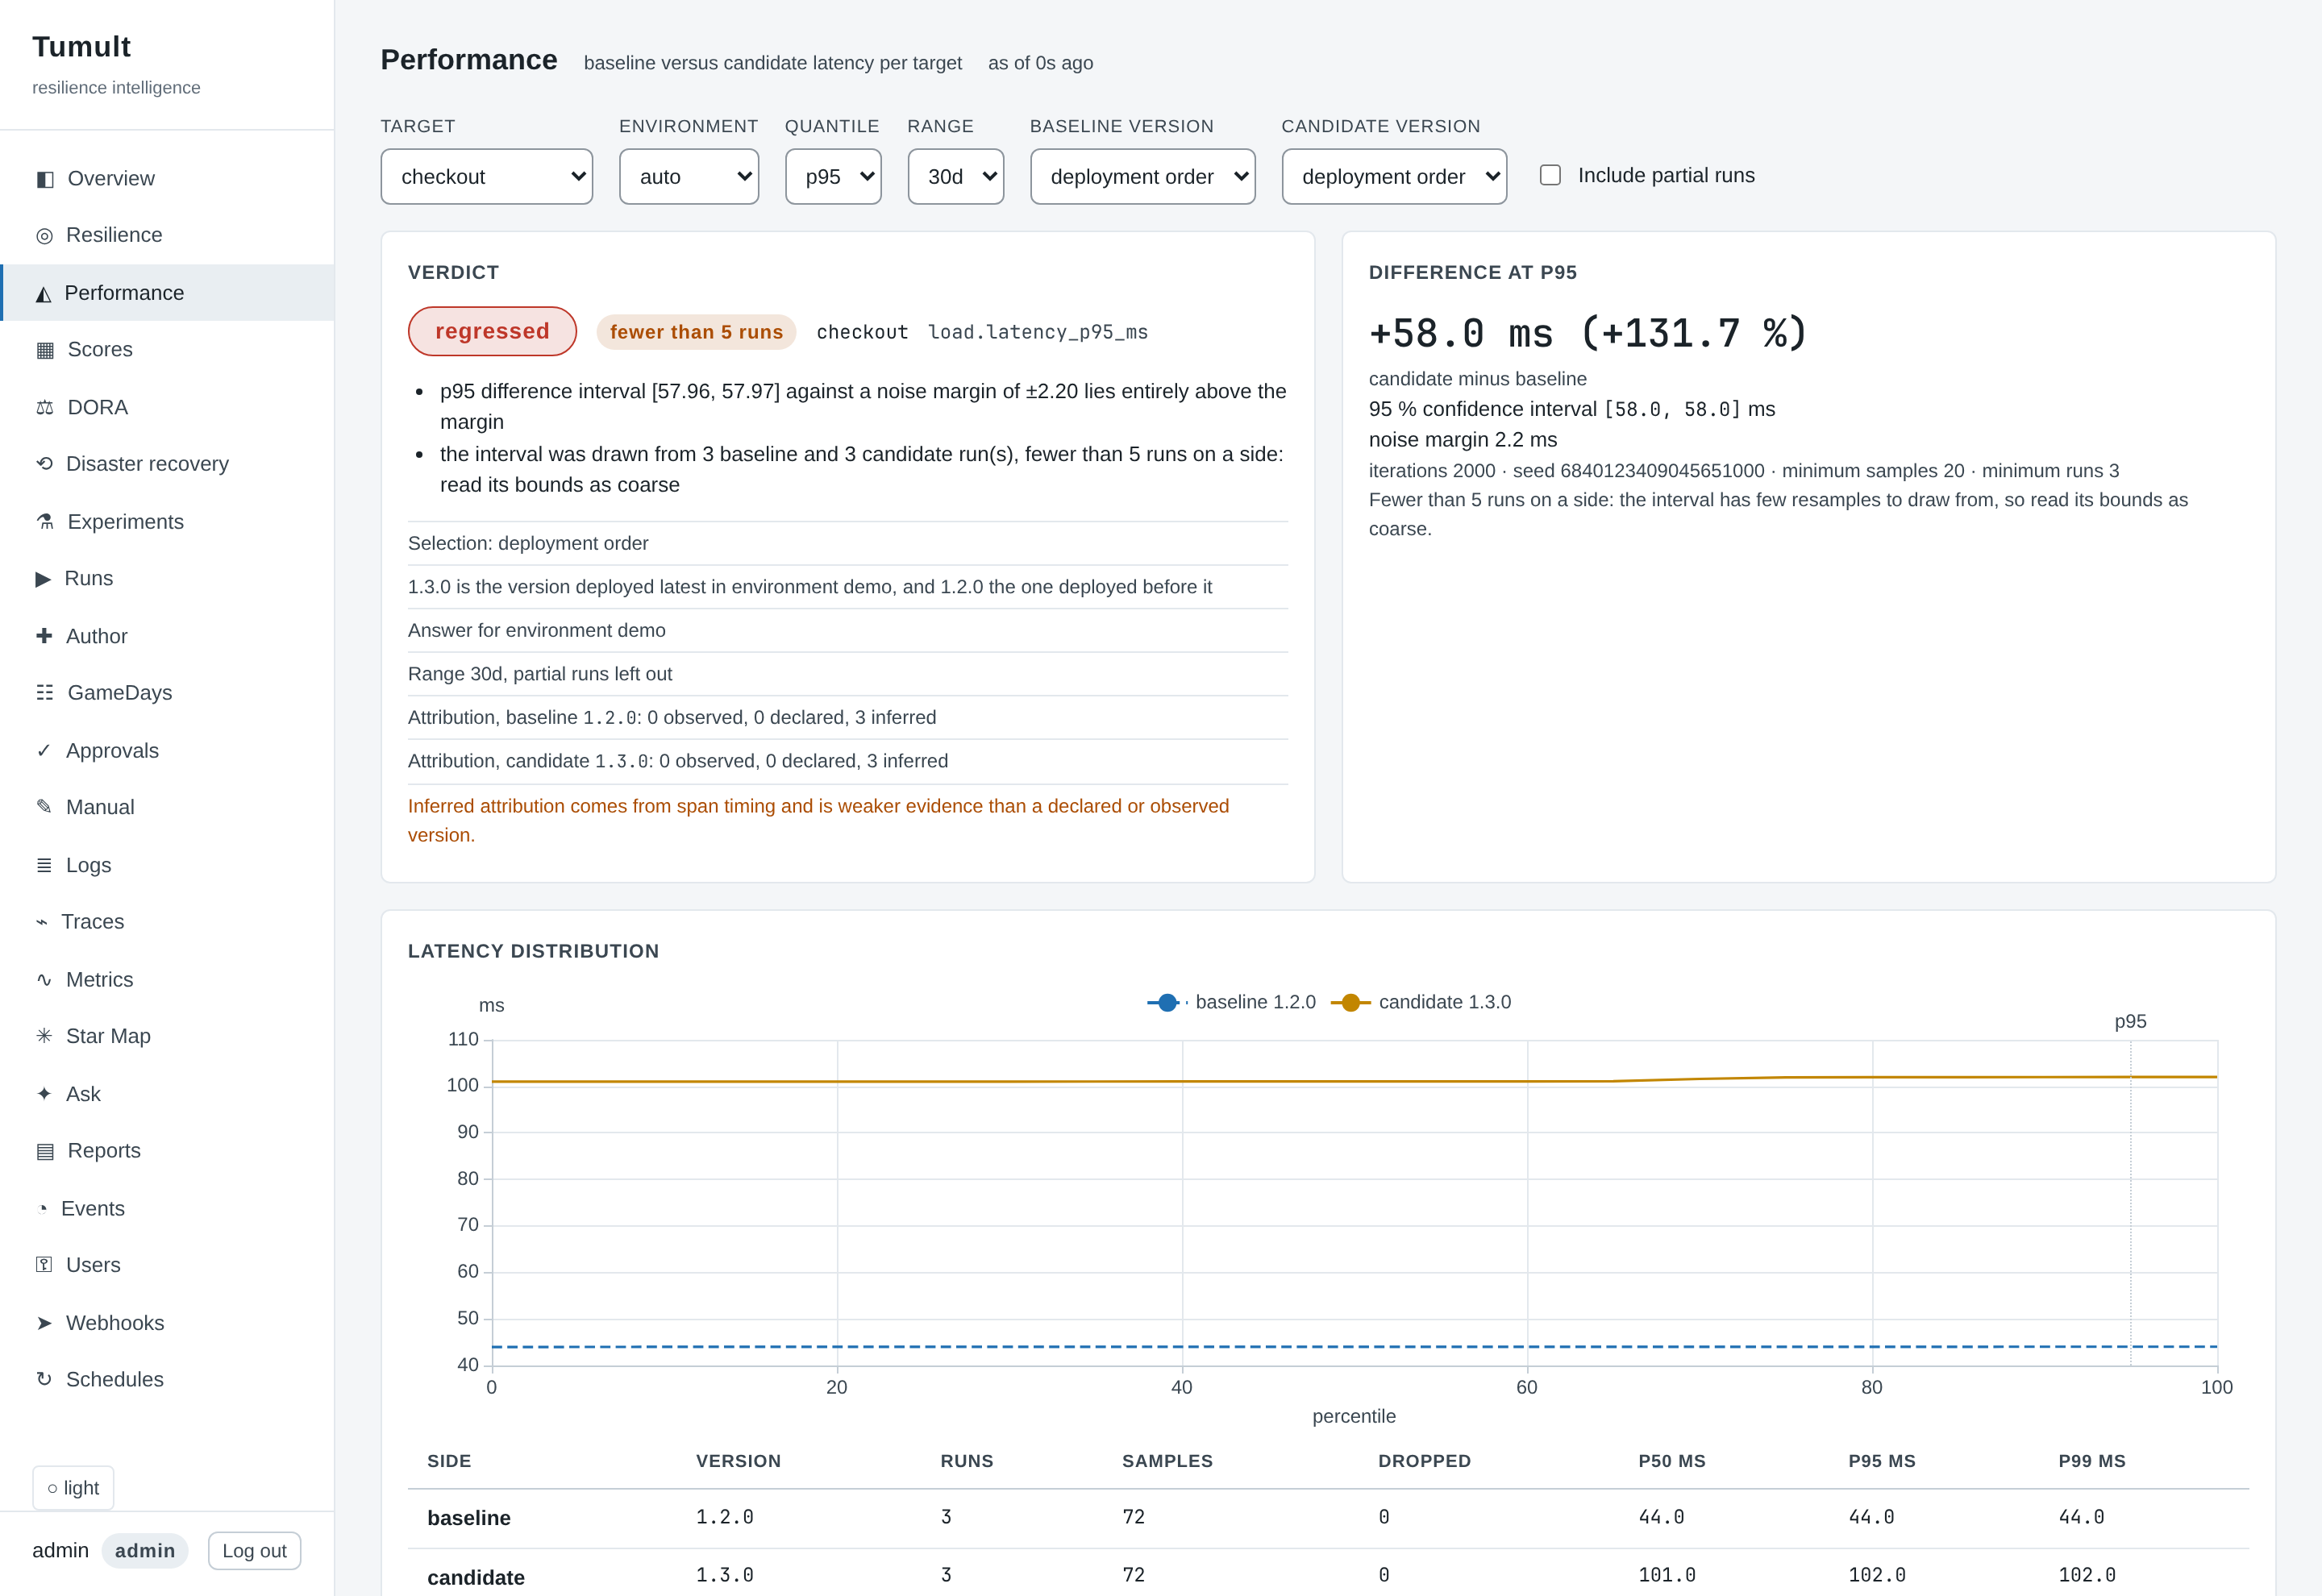 Tumult
resilience intelligence
Overview
Resilience
Performance
Scores
DORA
Disaster recovery
Experiments
Runs
Author
GameDays
Approvals
Manual
Logs
Traces
Metrics
Star Map
Ask
Reports
Events
Users
Webhooks
Schedules
light
admin admin Log out
Performance baseline versus candidate latency per target as of 0s ago
TARGET ENVIRONMENT QUANTILE RANGE BASELINE VERSION CANDIDATE VERSION
checkout auto p95 30d deployment order deployment order Include partial runs
VERDICT
regressed fewer than 5 runs checkout load.latency_p95_ms
p95 difference interval [57.96, 57.97] against a noise margin of ±2.20 lies entirely above the
margin
the interval was drawn from 3 baseline and 3 candidate run(s), fewer than 5 runs on a side:
read its bounds as coarse
Selection: deployment order
1.3.0 is the version deployed latest in environment demo, and 1.2.0 the one deployed before it
Answer for environment demo
Range 30d, partial runs left out
Attribution, baseline 1.2.0: 0 observed, 0 declared, 3 inferred
Attribution, candidate 1.3.0: 0 observed, 0 declared, 3 inferred
Inferred attribution comes from span timing and is weaker evidence than a declared or observed
version.
DIFFERENCE AT P95
+58.0 ms (+131.7 %)
candidate minus baseline
95 % confidence interval [58.0, 58.0] ms
noise margin 2.2 ms
iterations 2000 · seed 6840123409045651000 · minimum samples 20 · minimum runs 3
Fewer than 5 runs on a side: the interval has few resamples to draw from, so read its bounds as
coarse.
LATENCY DISTRIBUTION
ms baseline 1.2.0 candidate 1.3.0
p95
110
100
90
80
70
60
50
40
0 20 40 60 80 100
percentile
SIDE VERSION RUNS SAMPLES DROPPED P50 MS P95 MS P99 MS
baseline 1.2.0 3 72 0 44.0 44.0 44.0
candidate 1.3.0 3 72 0 101.0 102.0 102.0